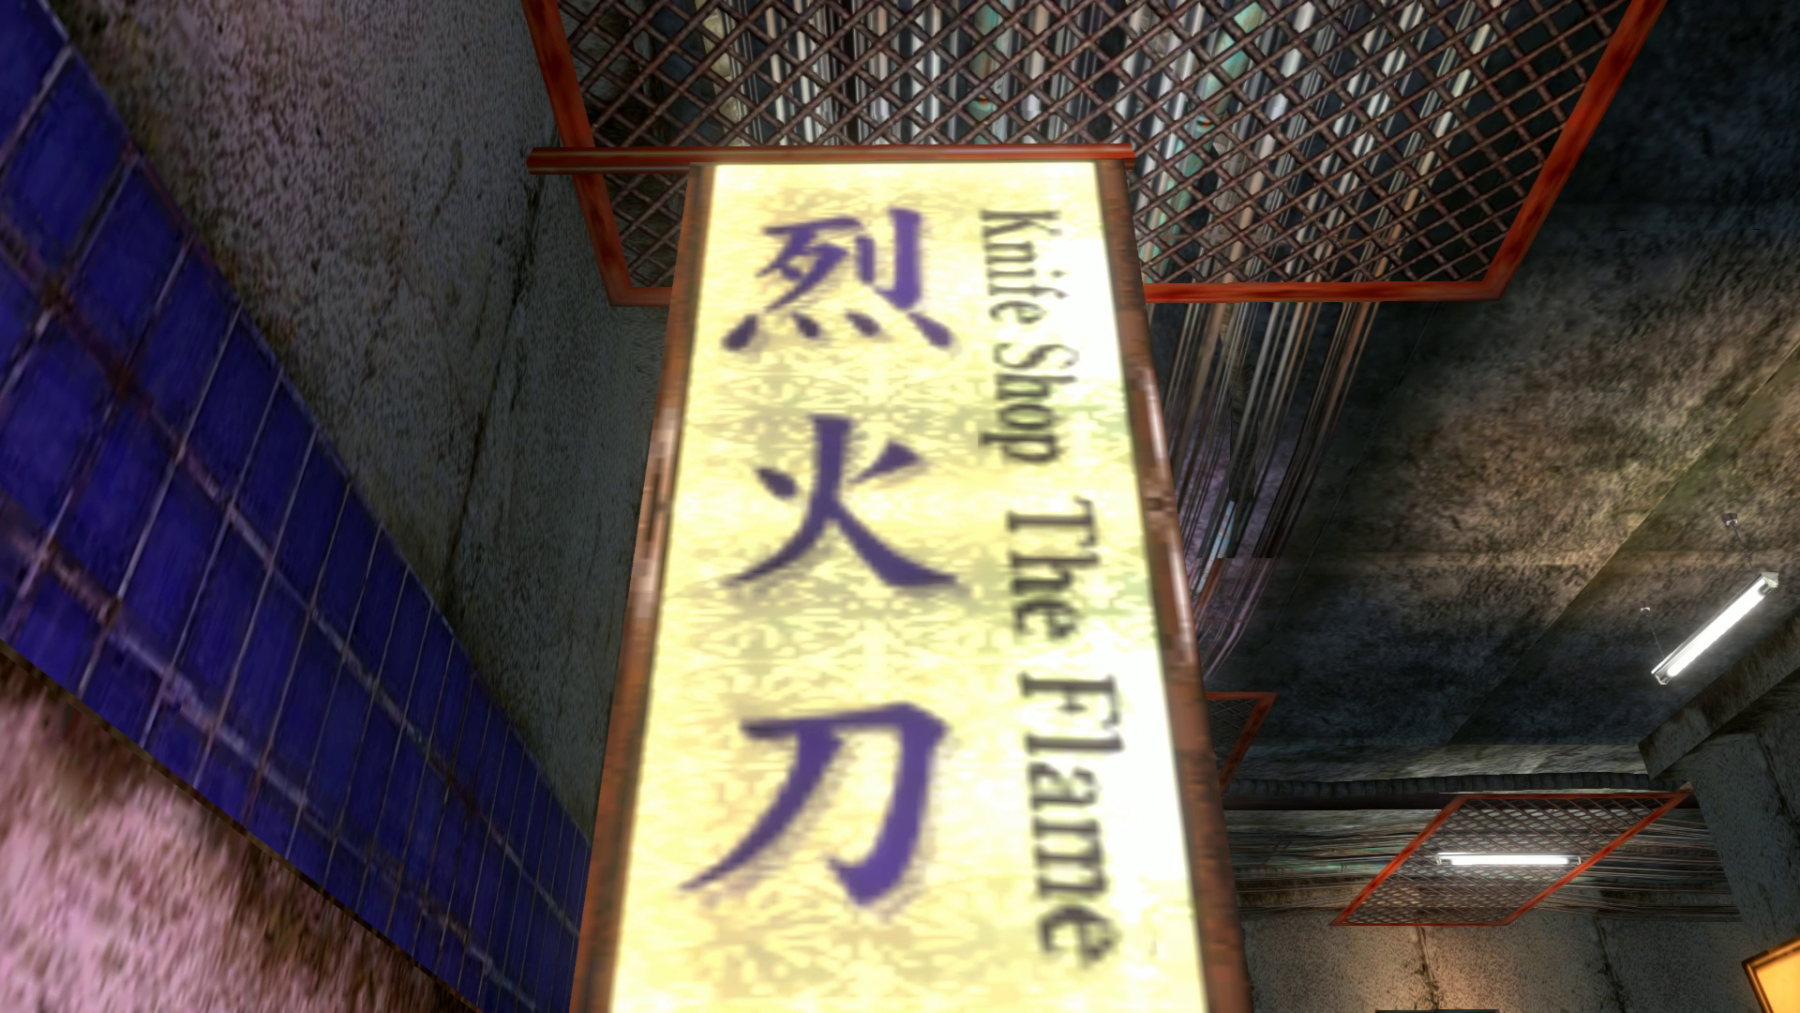 烈火刀
Knife Shop The Flame